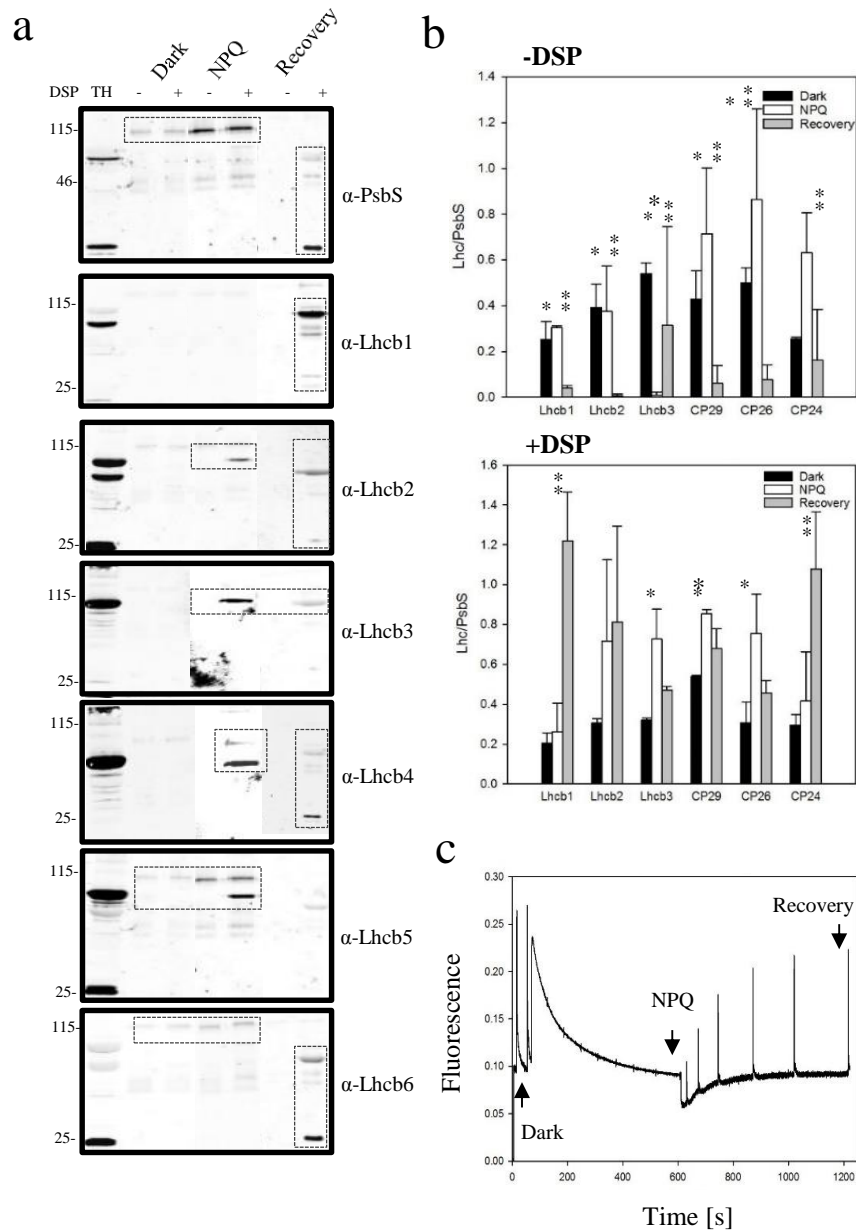 a
Dark NPQ Recovery
DSP TH - + - + - +
115-
46-
α-PsbS
115-
25-
α-Lhcb1
115-
25-
α-Lhcb2
115-
25-
α-Lhcb3
115-
25-
α-Lhcb4
115-
25-
α-Lhcb5
115-
25-
α-Lhcb6
b
-DSP
1.4
1.2
1.0
0.8
0.6
0.4
0.2
0.0
Lhc/PsbS
Dark
NPQ
Recovery
* ** * ** ** ** * ** * ** **
Lhcb1 Lhcb2 Lhcb3 CP29 CP26 CP24
+DSP
1.6
1.4
1.2
1.0
0.8
0.6
0.4
0.2
0.0
Lhc/PsbS
Dark
NPQ
Recovery
** * ** * **
Lhcb1 Lhcb2 Lhcb3 CP29 CP26 CP24
c
0.30
0.25
0.20
0.15
0.10
0.05
0.00
Fluorescence
Recovery
NPQ
Dark
0 200 400 600 800 1000 1200
Time [s]